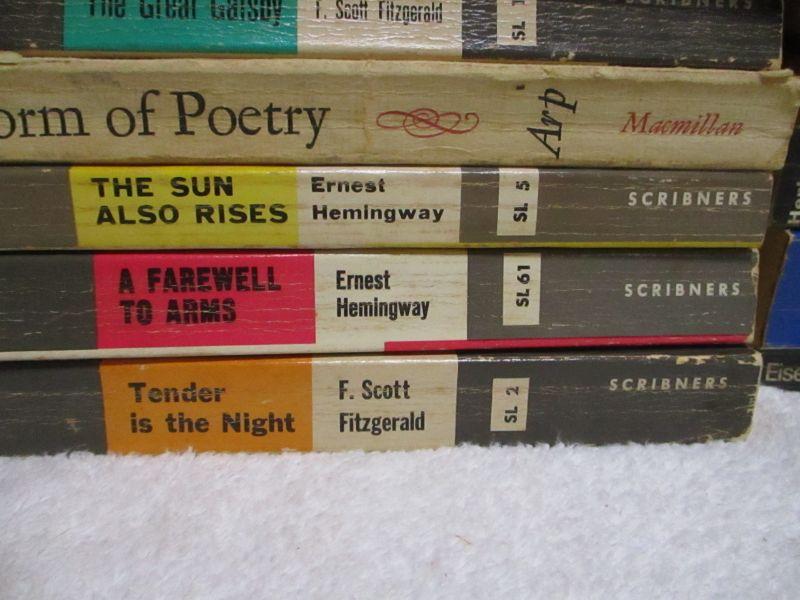 The Great Gatsby
F. Scott Fitzgerald
SL 1
SCRIBNERS
orm of Poetry
Arp
Macmillan
THE SUN
ALSO RISES
Ernest
Hemingway
SL 5
SCRIBNERS
A FAREWELL
TO ARMS
Ernest
Hemingway
SL 61
SCRIBNERS
Tender
is the Night
F. Scott
Fitzgerald
SL 2
SCRIBNERS
Eise